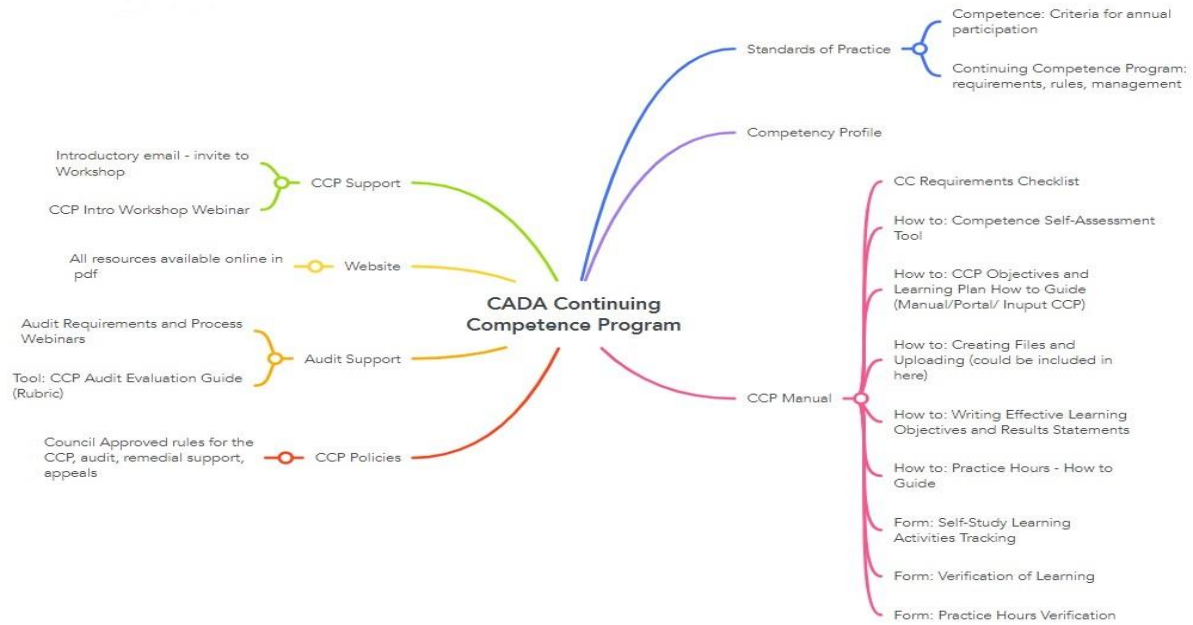 CADA Continuing
Competence Program
Standards of Practice
Competence: Criteria for annual
participation
Continuing Competence Program:
requirements, rules, management
Competency Profile
CCP Manual
CC Requirements Checklist
How to: Competence Self-Assessment
Tool
How to: CCP Objectives and
Learning Plan How to Guide
(Manual/Portal/ Inuput CCP)
How to: Creating Files and
Uploading (could be included in
here)
How to: Writing Effective Learning
Objectives and Results Statements
How to: Practice Hours - How to
Guide
Form: Self-Study Learning
Activities Tracking
Form: Verification of Learning
Form: Practice Hours Verification
CCP Support
Introductory email - invite to
Workshop
CCP Intro Workshop Webinar
Website
All resources available online in
pdf
Audit Support
Audit Requirements and Process
Webinars
Tool: CCP Audit Evaluation Guide
(Rubric)
CCP Policies
Council Approved rules for the
CCP, audit, remedial support,
appeals